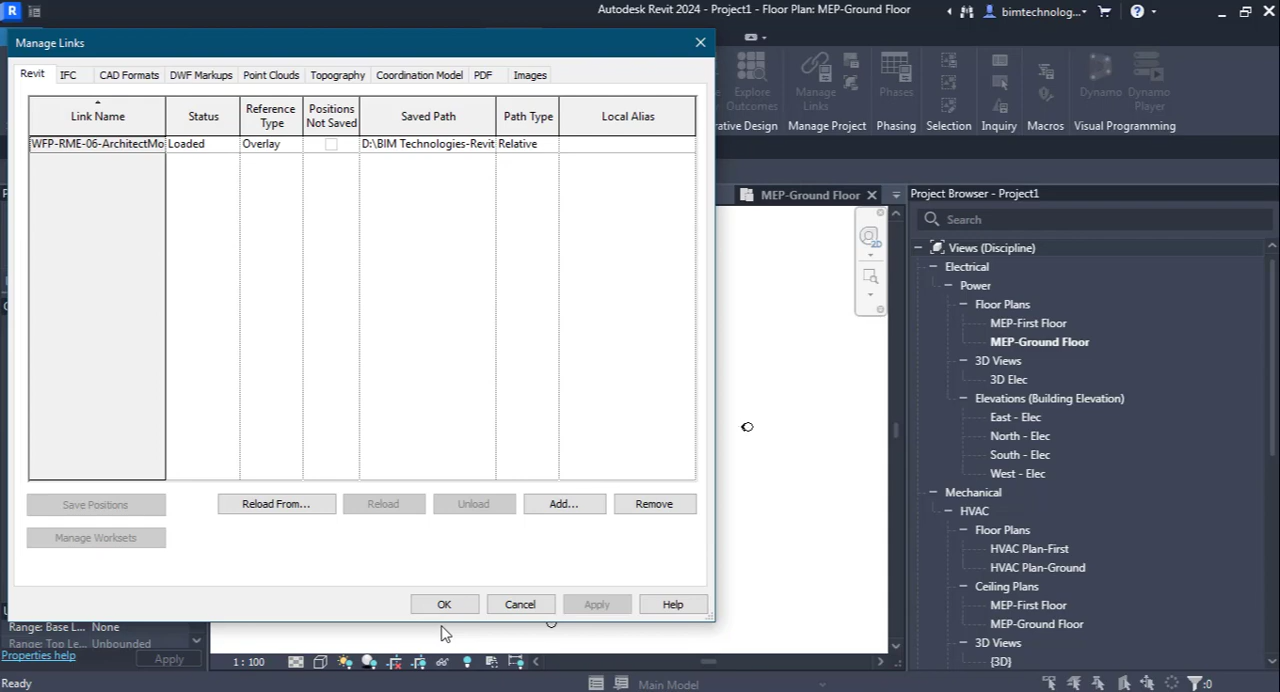 R
Autodesk Revit 2024 - Project1 - Floor Plan: MEP-Ground Floor
bimtechnolog...
Manage Links
Revit IFC CAD Formats DWF Markups Point Clouds Topography Coordination Model PDF Images
Link Name Status Reference Type Positions Not Saved Saved Path Path Type Local Alias
WFP-RME-06-ArchitectMo Loaded Overlay D:\BIM Technologies-Revit Relative
Save Positions Reload From... Reload Unload Add... Remove
Manage Worksets
OK Cancel Apply Help
Explore Outcomes Manage Links Phases Dynamo Dynamo Player
rative Design Manage Project Phasing Selection Inquiry Macros Visual Programming
MEP-Ground Floor
2D
Project Browser - Project1
Search
Views (Discipline)
Electrical
Power
Floor Plans
MEP-First Floor
MEP-Ground Floor
3D Views
3D Elec
Elevations (Building Elevation)
East - Elec
North - Elec
South - Elec
West - Elec
Mechanical
HVAC
Floor Plans
HVAC Plan-First
HVAC Plan-Ground
Ceiling Plans
MEP-First Floor
MEP-Ground Floor
3D Views
{3D}
Range: Base L... None
Range: Top Le... Unbounded
Properties help Apply
1 : 100
Ready
Main Model
:0